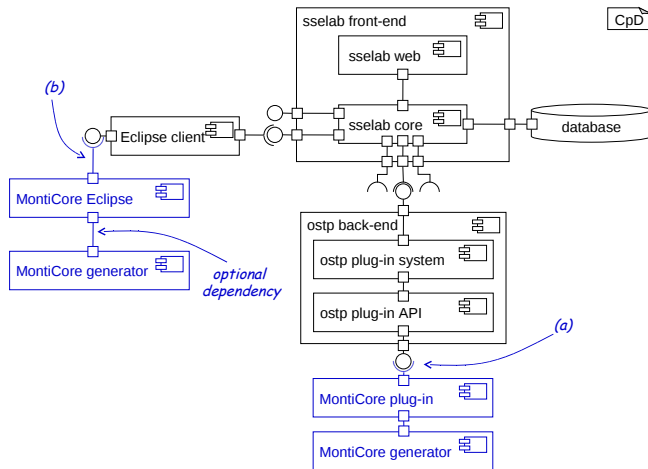 sselab front-end
CpD
sselab web
(b)
sselab core
Eclipse client
database
MontiCore Eclipse
ostp back-end
MontiCore generator
optional
dependency
ostp plug-in system
ostp plug-in API
(a)
MontiCore plug-in
MontiCore generator